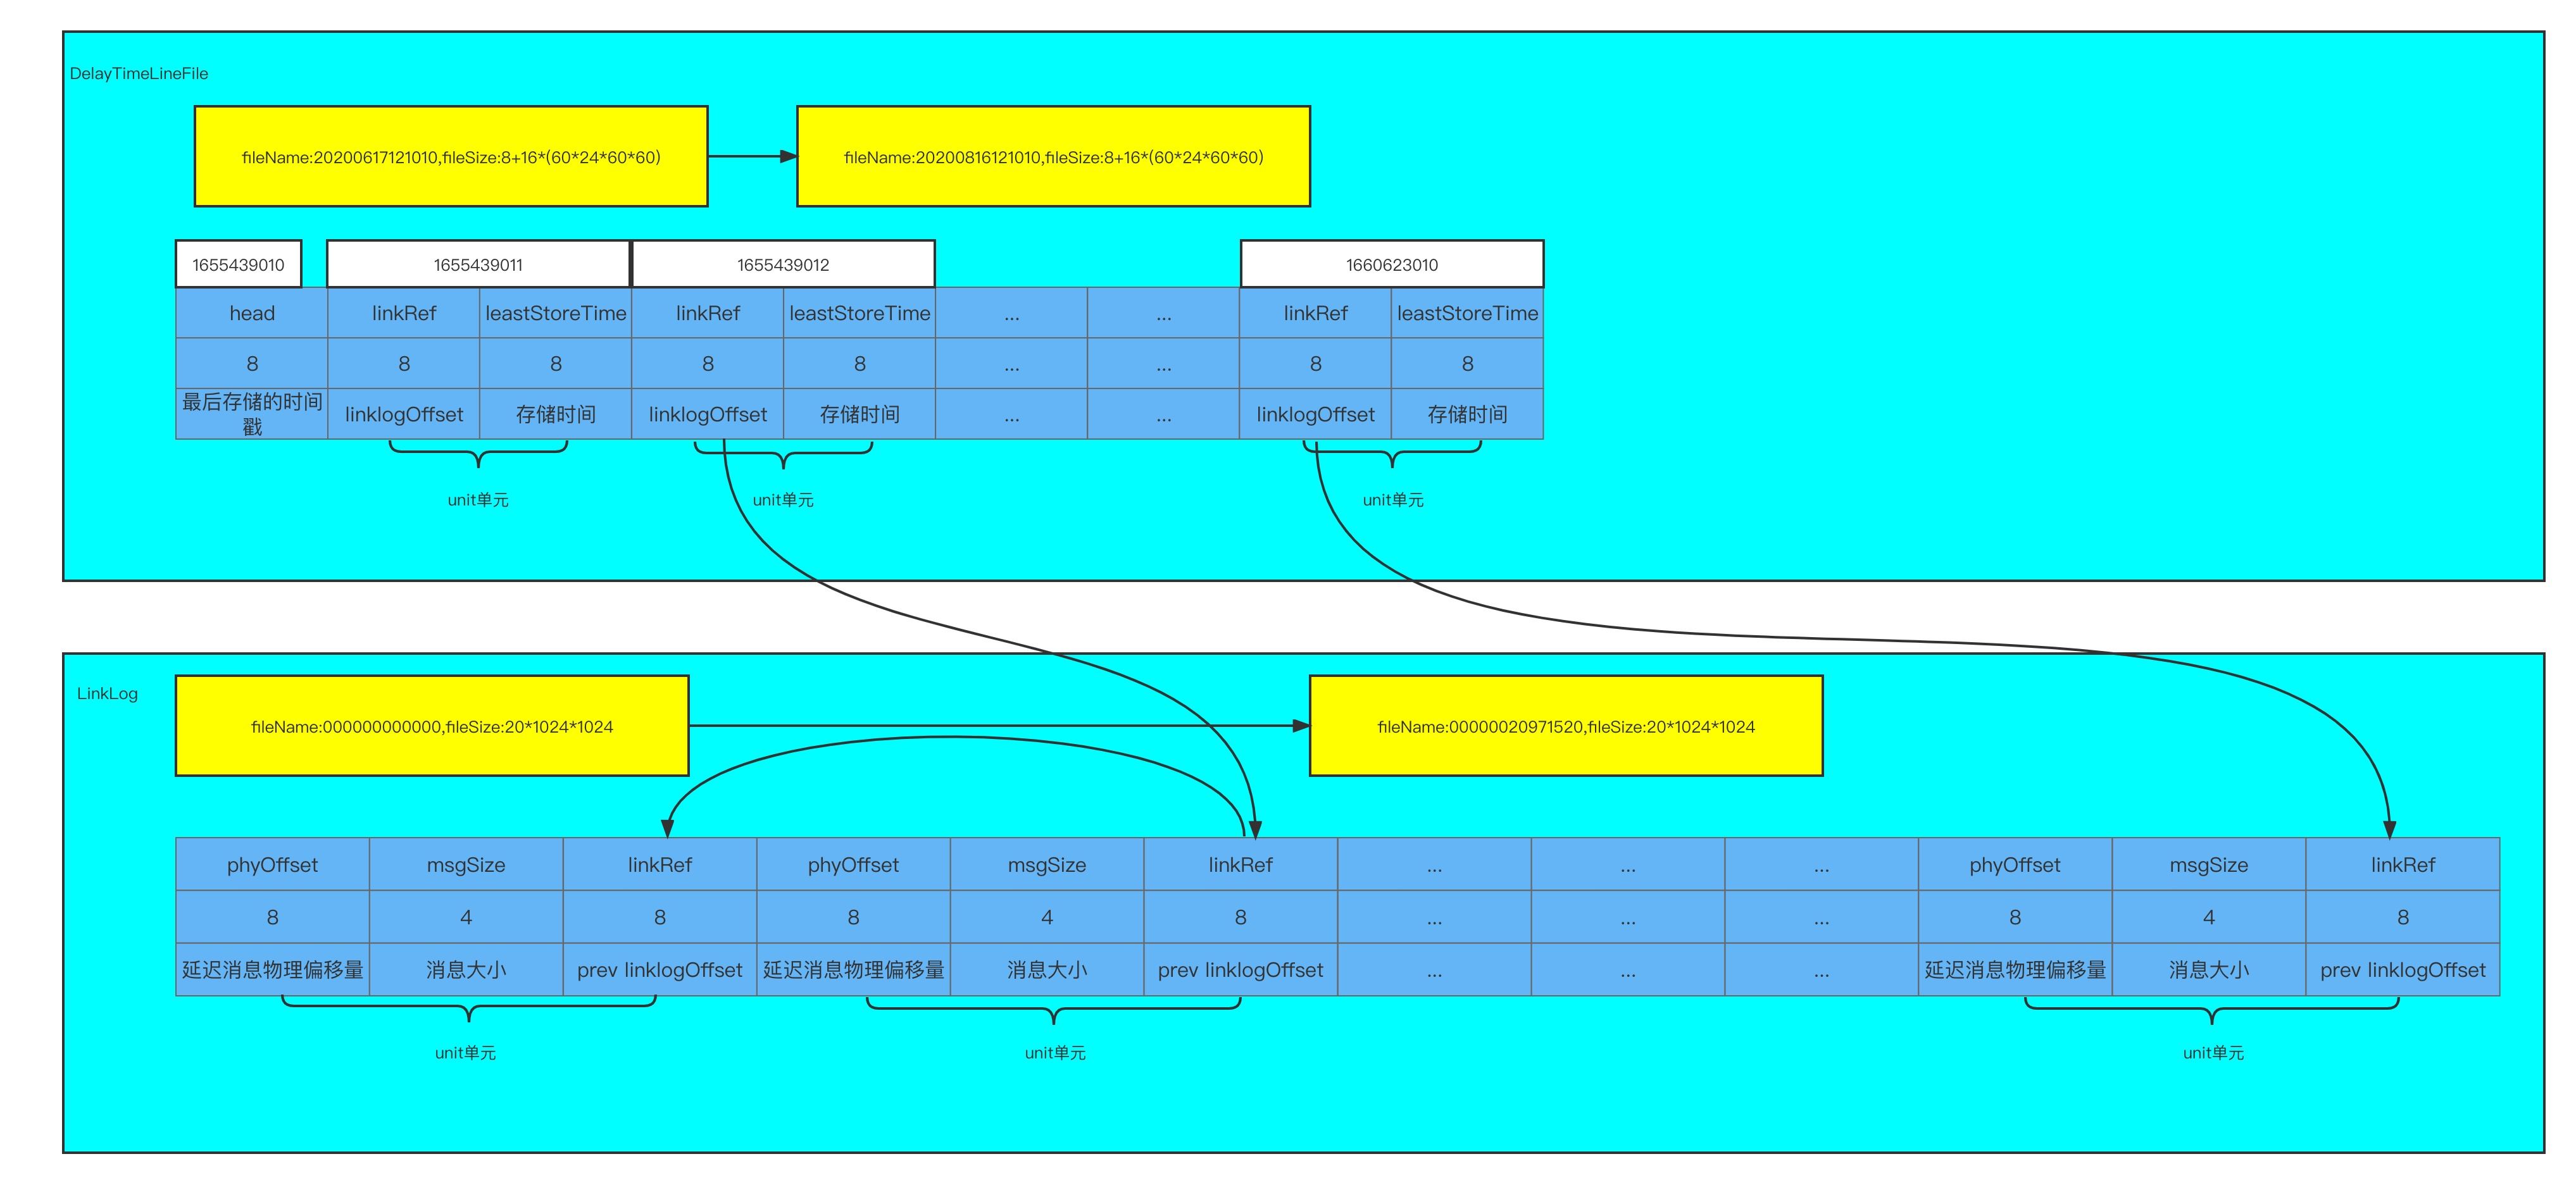 DelayTimeLineFile
fileName:20200617121010,fileSize:8+16*(60*24*60*60)
fileName:20200816121010,fileSize:8+16*(60*24*60*60)
1655439010 1655439011 1655439012 1660623010
head linkRef leastStoreTime linkRef leastStoreTime ... ... linkRef leastStoreTime
8 8 8 8 8 ... ... 8 8
最后存储的时间
戳 linklogOffset 存储时间 linklogOffset 存储时间 ... ... linklogOffset 存储时间
unit单元 unit单元 unit单元
LinkLog
fileName:000000000000,fileSize:20*1024*1024
fileName:00000020971520,fileSize:20*1024*1024
phyOffset msgSize linkRef phyOffset msgSize linkRef ... ... ... phyOffset msgSize linkRef
8 4 8 8 4 8 ... ... ... 8 4 8
延迟消息物理偏移量 消息大小 prev linklogOffset 延迟消息物理偏移量 消息大小 prev linklogOffset ... ... ... 延迟消息物理偏移量 消息大小 prev linklogOffset
unit单元 unit单元 unit单元